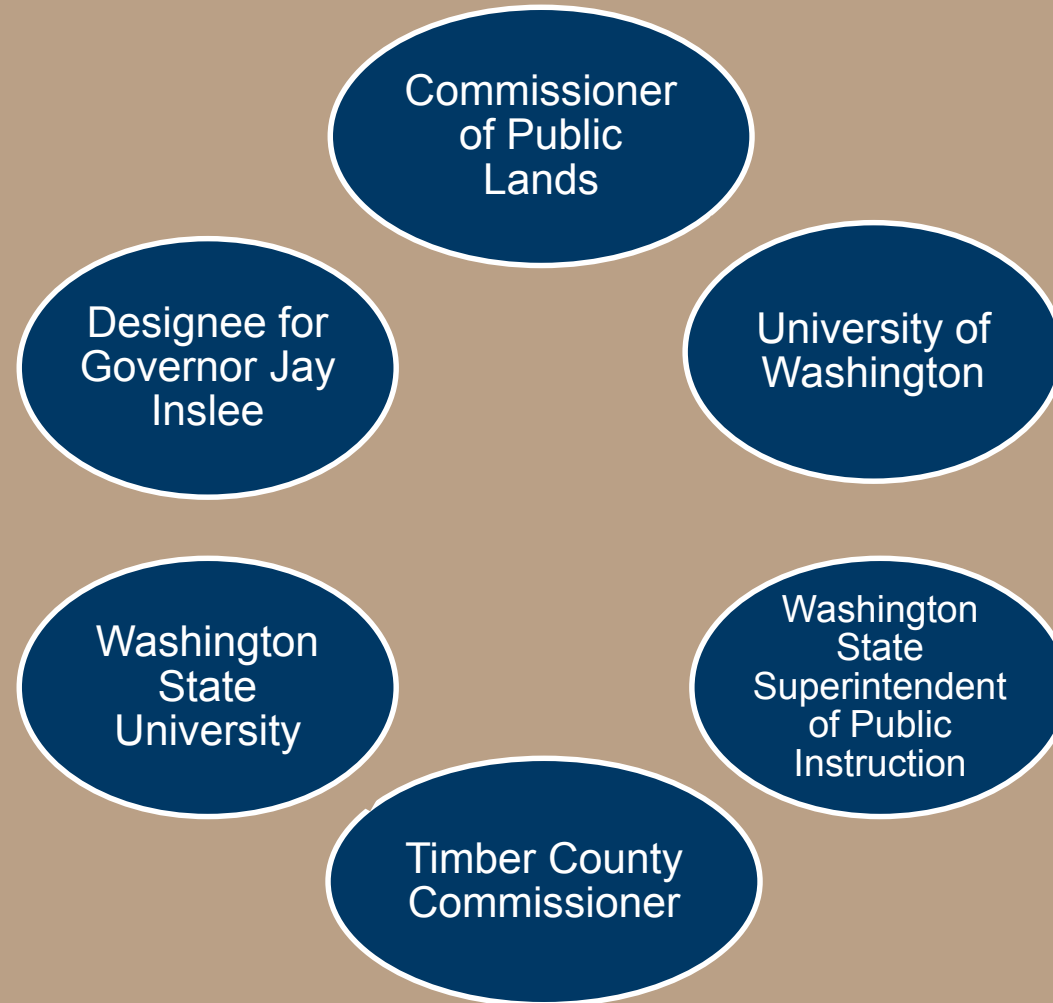 Commissioner
of Public
Lands
Designee for
Governor Jay
Inslee
University of
Washington
Washington
State
University
Washington
State
Superintendent
of Public
Instruction
Timber County
Commissioner